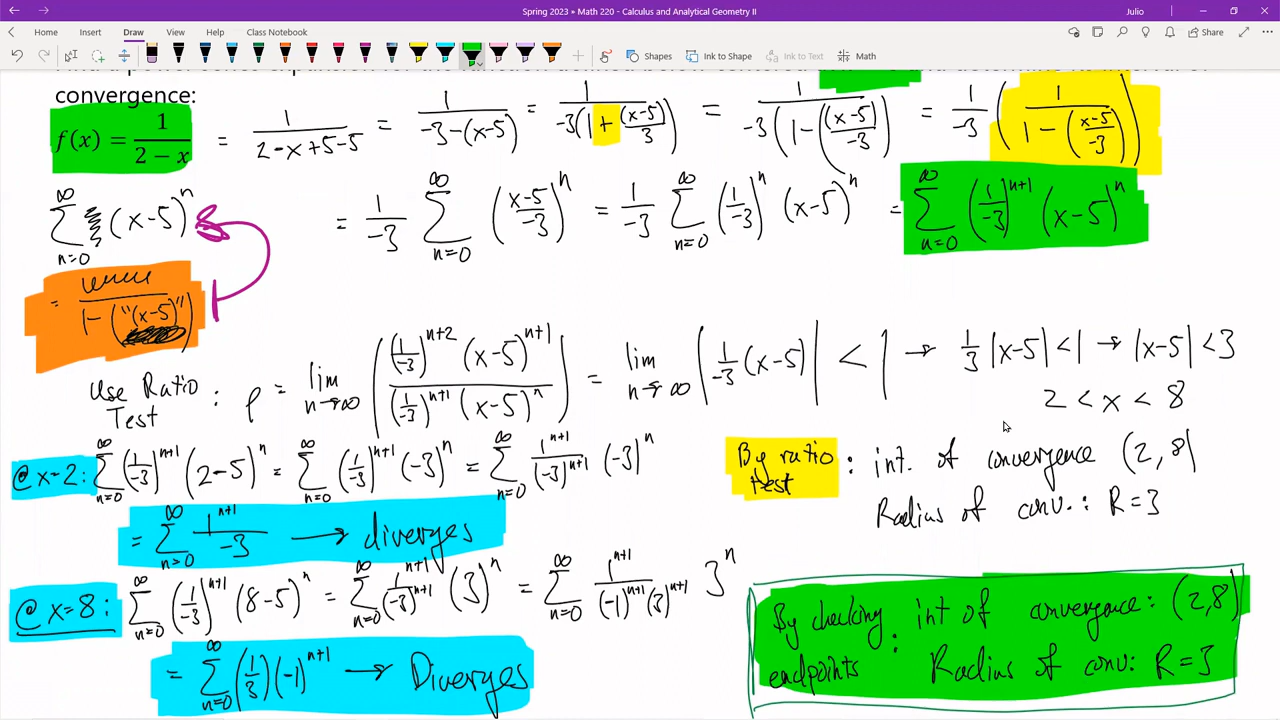 Spring 2023 » Math 220 - Calculus and Analytical Geometry II
Julio
Home Insert Draw View Help Class Notebook
Share
Shapes Ink to Shape Ink to Text Math
convergence:
f(x) = 1/(2 − x) = 1/(2-x+5-5) = 1/(-3-(x-5)) = 1/(-3(1 + (x-5)/3)) = 1/(-3(1-((x-5)/-3))) = 1/-3 (1/(1-((x-5)/-3)))
∞ ∑ n=0 (x-5)^n = 1/-3 ∞ ∑ n=0 ((x-5)/-3)^n = 1/-3 ∞ ∑ n=0 (1/-3)^n (x-5)^n = ∞ ∑ n=0 (1/-3)^(n+1) (x-5)^n
= 1-("(x-5)")
Use Ratio Test : ρ = lim n→∞ |((1/-3)^(n+2) (x-5)^(n+1))/((1/-3)^(n+1) (x-5)^n)| = lim n→∞ |1/-3 (x-5)| < 1 → 1/3 |x-5| < 1 → |x-5| < 3
2 < x < 8
@ x=2: ∞ ∑ n=0 (1/-3)^(n+1) (2-5)^n = ∞ ∑ n=0 (1/-3)^(n+1) (-3)^n = ∞ ∑ n=0 1^(n+1)/(-3)^(n+1) (-3)^n
By ratio test : int. of convergence (2,8)
Radius of conv.: R=3
= ∞ ∑ n=0 1^(n+1)/-3 → diverges
@ x=8: ∞ ∑ n=0 (1/-3)^(n+1) (8-5)^n = ∞ ∑ n=0 1^(n+1)/(-3)^(n+1) (3)^n = ∞ ∑ n=0 1^(n+1)/((-1)^(n+1) (3)^(n+1)) 3^n
= ∞ ∑ n=0 (1/3)(-1)^(n+1) → Diverges
By checking endpoints : int of convergence: (2,8)
Radius of conv: R=3